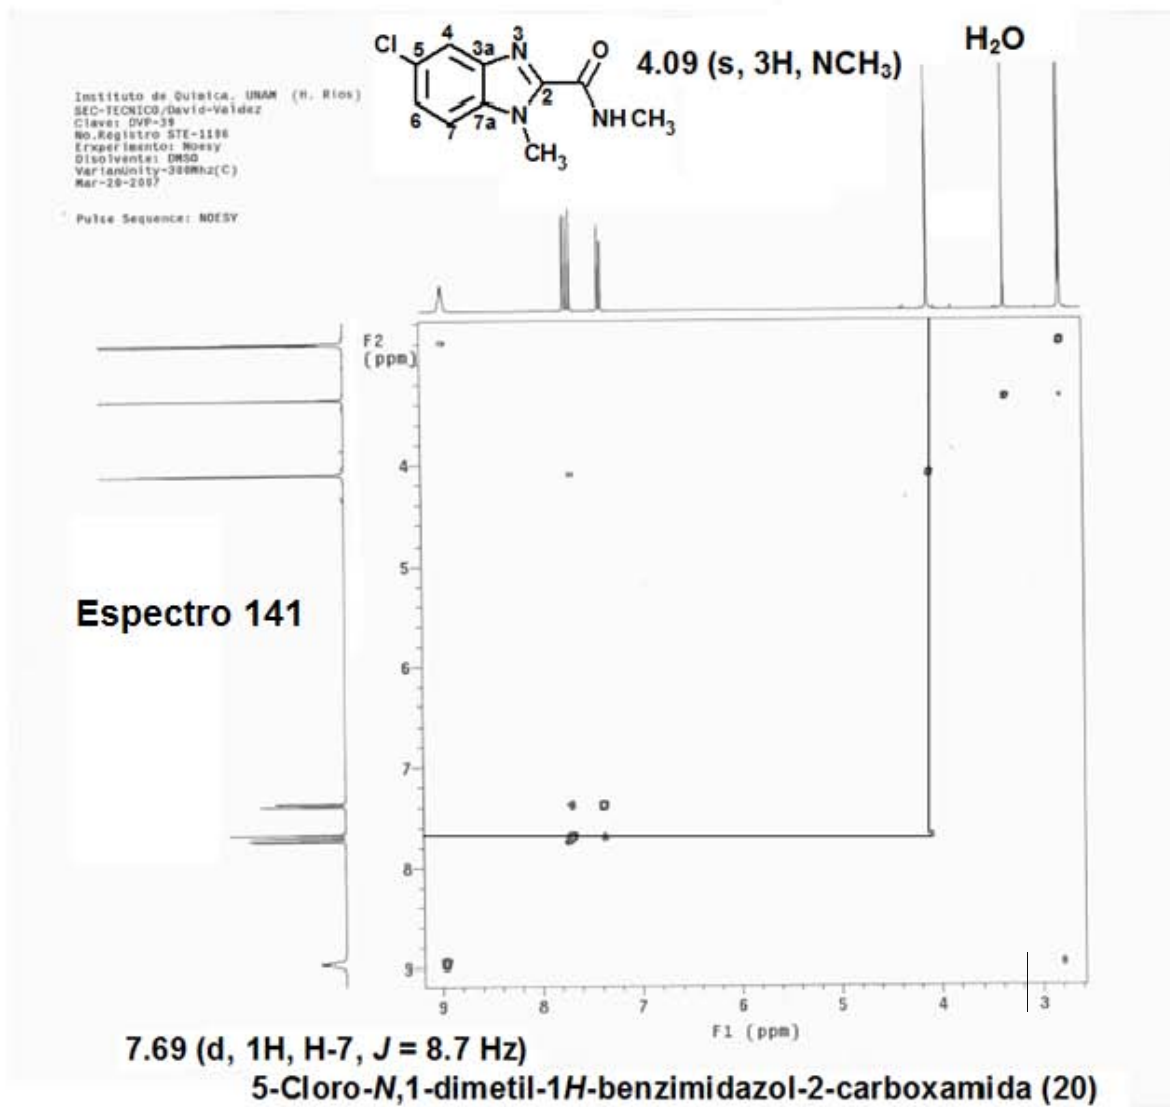 Instituto de Quimica, UNAM (H. Rios)
SEC-TECNICO/David-Valdez
Clave: DVP-39
No.Registro STE-1186
Erxperimento: Noesy
Disolvente: DMSO
VarianUnity-300Mhz(C)
Mar-20-2007
Pulse Sequence: NOESY
Cl 4 5 3a 3 N O
6 7 7a N 2 NH CH₃
CH₃
4.09 (s, 3H, NCH₃)
H₂O
F2
(ppm)
4
5
6
7
8
9
Espectro 141
9 8 7 6 5 4 3
F1 (ppm)
7.69 (d, 1H, H-7, J = 8.7 Hz)
5-Cloro-N,1-dimetil-1H-benzimidazol-2-carboxamida (20)